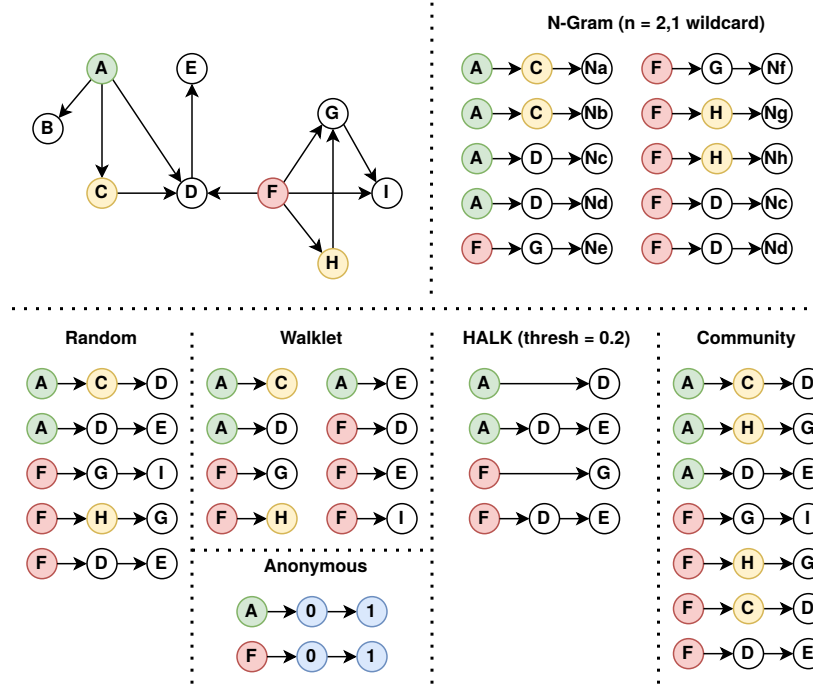 A
E
B
G
C
D
F
I
H
N-Gram (n = 2,1 wildcard)
A C Na F G Nf
A C Nb F H Ng
A D Nc F H Nh
A D Nd F D Nc
F G Ne F D Nd
Random
A C D
A D E
F G I
F H G
F D E
Walklet
A C A E
A D F D
F G F E
F H F I
Anonymous
A 0 1
F 0 1
HALK (thresh = 0.2)
A D
A D E
F G
F D E
Community
A C D
A H G
A D E
F G I
F H G
F C D
F D E